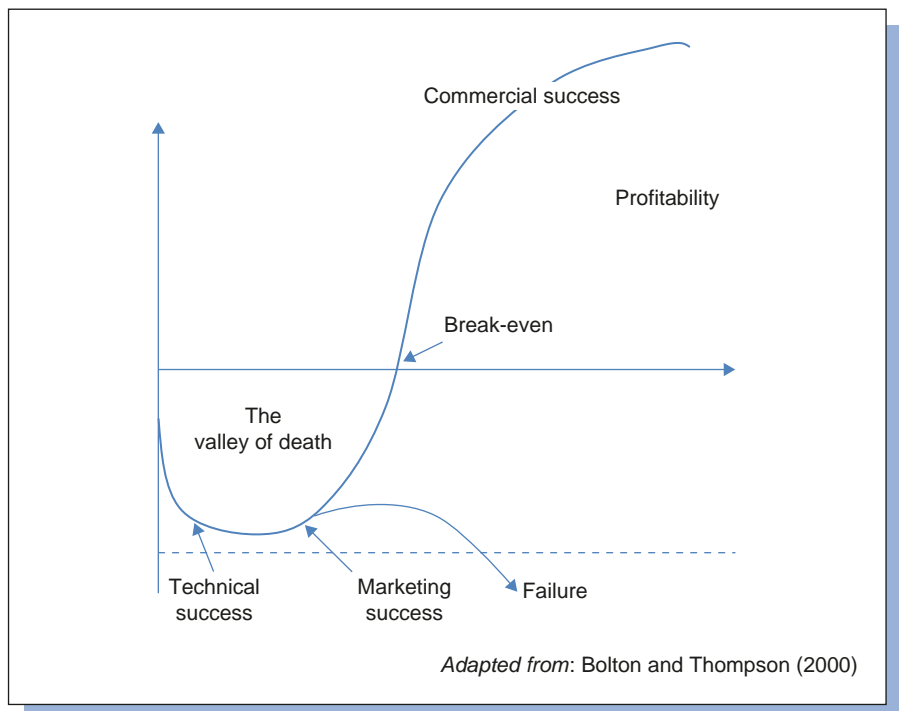 Commercial success
Profitability
Break-even
The
valley of death
Technical
success
Marketing
success
Failure
Adapted from: Bolton and Thompson (2000)